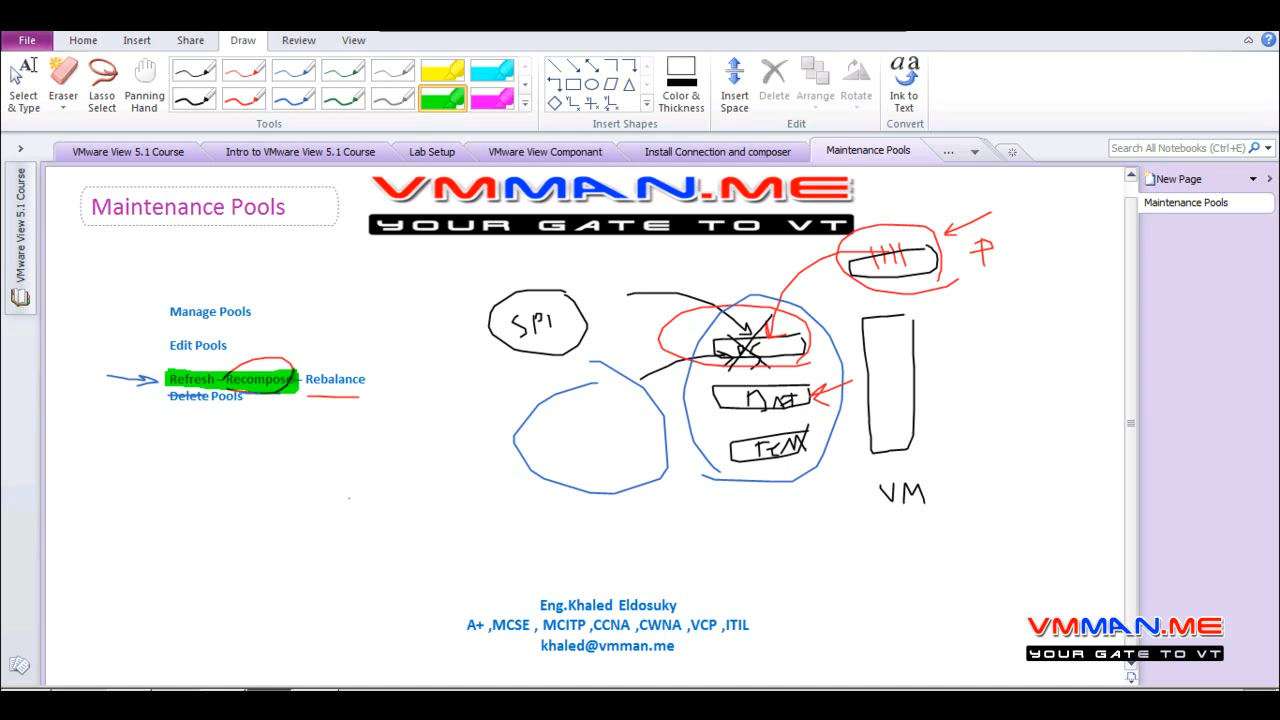 File Home Insert Share Draw Review View
Select & Type
Eraser
Lasso Select
Panning Hand
Color & Thickness
Insert Space
Delete
Arrange
Rotate
Ink to Text
Tools
Insert Shapes
Edit
Convert
VMware View 5.1 Course
Intro to VMware View 5.1 Course
Lab Setup
VMware View Componant
Install Connection and composer
Maintenance Pools
...
Search All Notebooks (Ctrl+E)
VMware View 5.1 Course
New Page
Maintenance Pools
Maintenance Pools
VMMAN.ME
YOUR GATE TO VT
P
Manage Pools
SP1
Edit Pools
Refresh – Recompose – Rebalance
Delete Pools
VM
Eng.Khaled Eldosuky
A+ ,MCSE , MCITP ,CCNA ,CWNA ,VCP ,ITIL
khaled@vmman.me
VMMAN.ME
YOUR GATE TO VT